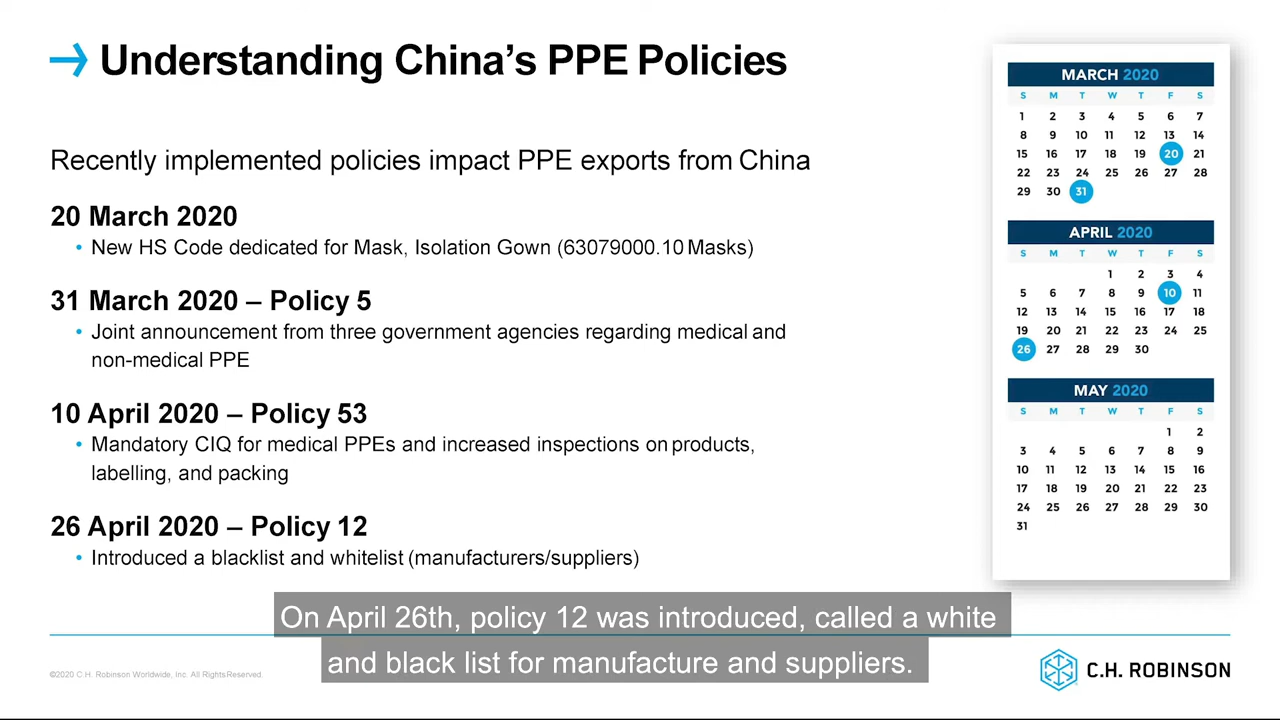 Understanding China's PPE Policies
Recently implemented policies impact PPE exports from China
20 March 2020
• New HS Code dedicated for Mask, Isolation Gown (63079000.10 Masks)
31 March 2020 – Policy 5
• Joint announcement from three government agencies regarding medical and
non-medical PPE
10 April 2020 – Policy 53
• Mandatory CIQ for medical PPEs and increased inspections on products,
labelling, and packing
26 April 2020 – Policy 12
• Introduced a blacklist and whitelist (manufacturers/suppliers)
MARCH 2020
S M T W T F S
1 2 3 4 5 6 7
8 9 10 11 12 13 14
15 16 17 18 19 20 21
22 23 24 25 26 27 28
29 30 31
APRIL 2020
S M T W T F S
1 2 3 4
5 6 7 8 9 10 11
12 13 14 15 16 17 18
19 20 21 22 23 24 25
26 27 28 29 30
MAY 2020
S M T W T F S
1 2
3 4 5 6 7 8 9
10 11 12 13 14 15 16
17 18 19 20 21 22 23
24 25 26 27 28 29 30
31
On April 26th, policy 12 was introduced, called a white
and black list for manufacture and suppliers.
©2020 C.H. Robinson Worldwide, Inc. All Rights Reserved.
C.H. ROBINSON